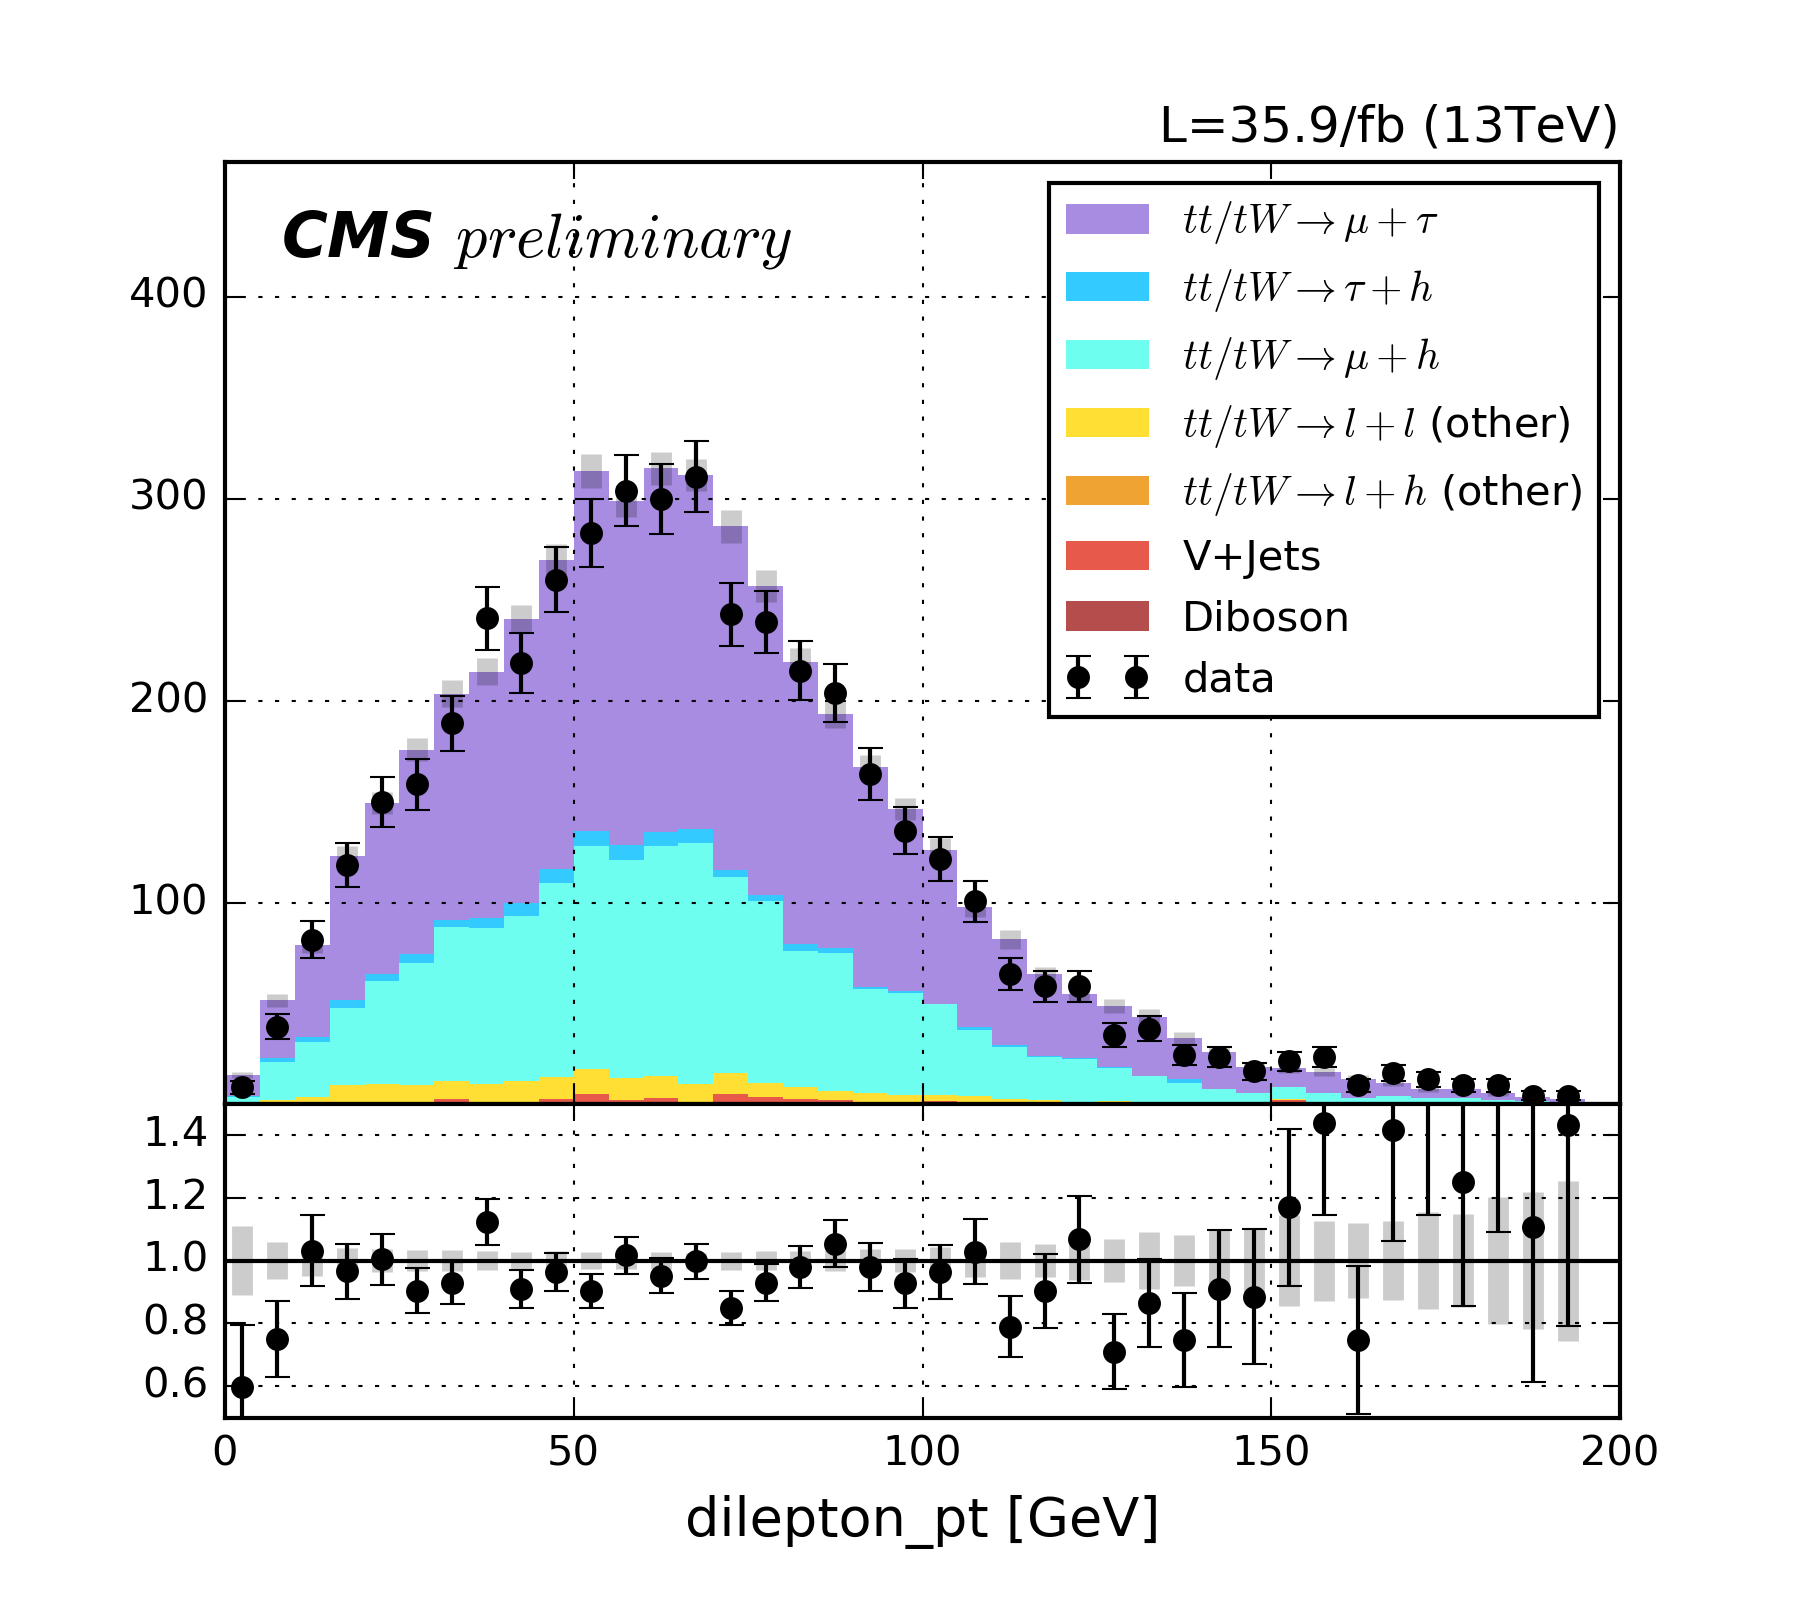 L=35.9/fb (13TeV)
CMS preliminary
tt/tW→μ+τ
tt/tW→τ+h
tt/tW→μ+h
tt/tW→l+l (other)
tt/tW→l+h (other)
V+Jets
Diboson
data
400
300
200
100
1.4
1.2
1.0
0.8
0.6
0 50 100 150 200
dilepton_pt [GeV]